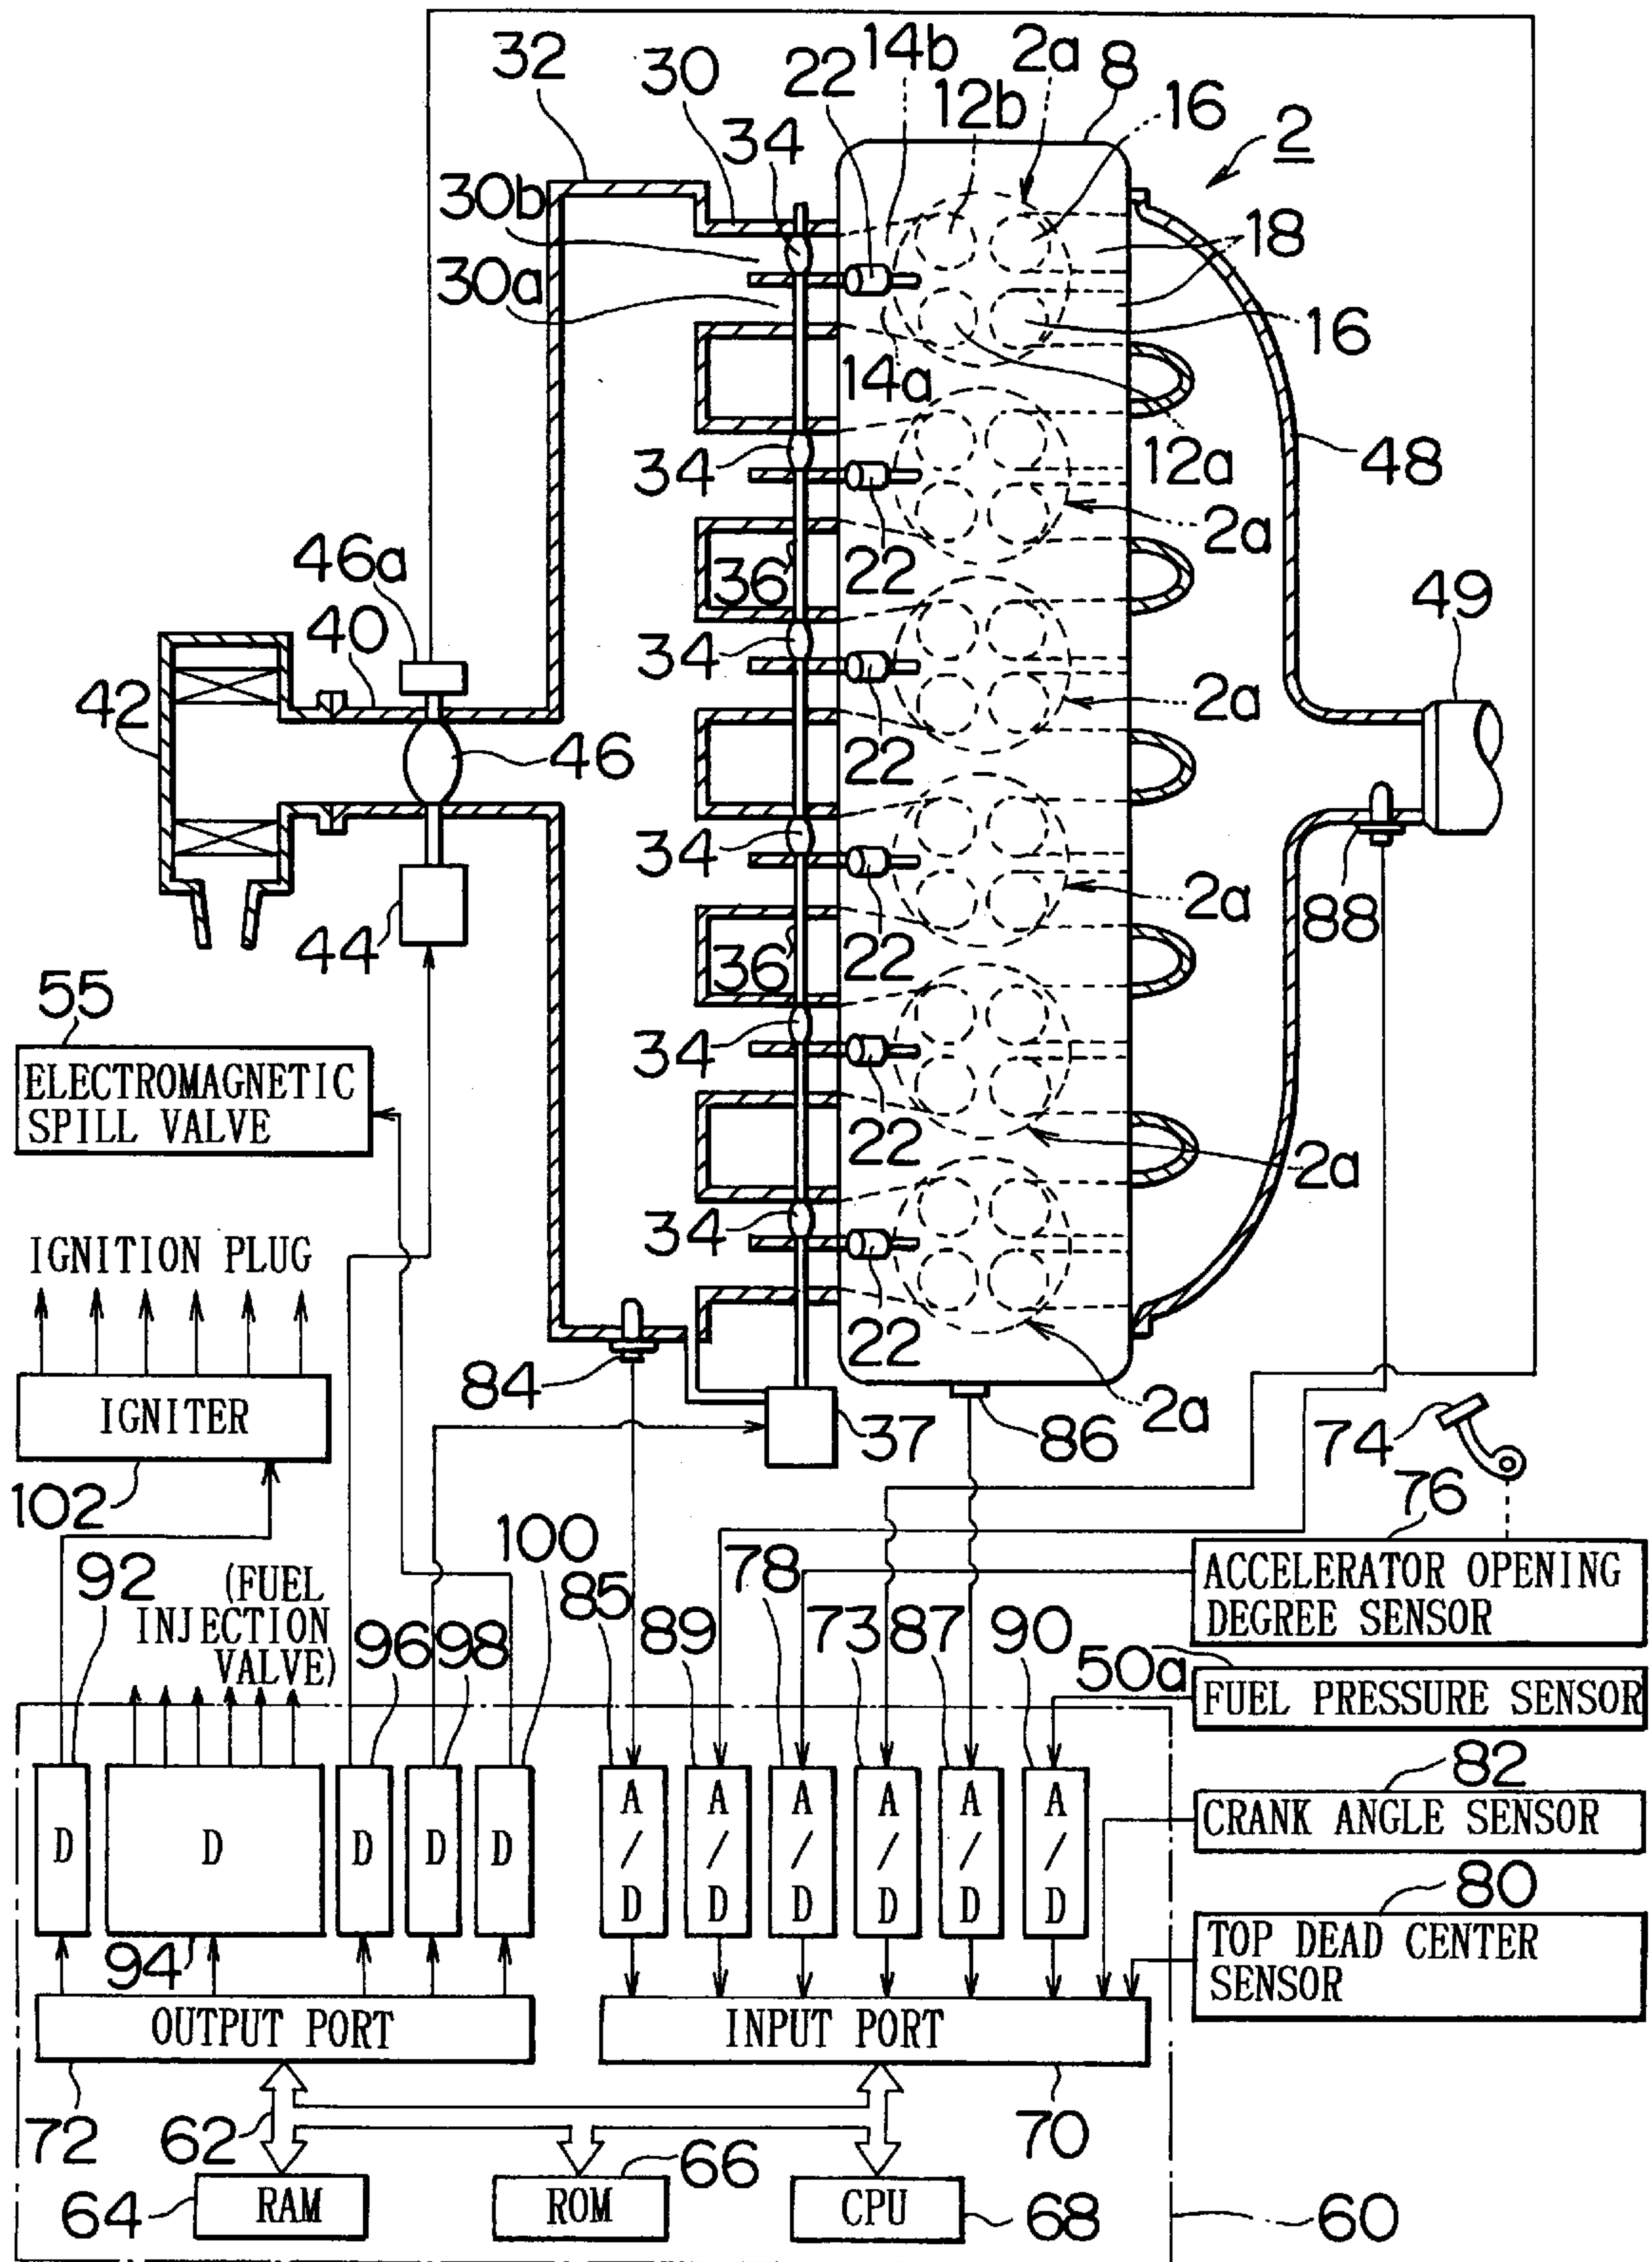 32
30
22
14b
2a
8
12b
16
2
34
30b
30a
18
16
14a
12a
48
34
22
2a
36
46a
40
49
34
22
2a
42
46
34
22
2a
88
44
36
55
34
22
2a
ELECTROMAGNETIC
SPILL VALVE
34
22
2a
IGNITION PLUG
84
37
86
74
IGNITER
102
76
92
(FUEL
INJECTION
VALVE)
96
98
100
85
89
78
73
87
90
50a
ACCELERATOR OPENING
DEGREE SENSOR
FUEL PRESSURE SENSOR
82
CRANK ANGLE SENSOR
80
TOP DEAD CENTER
SENSOR
D
D
D
D
D
A/D
A/D
A/D
A/D
A/D
A/D
94
OUTPUT PORT
INPUT PORT
72
62
70
64
RAM
66
ROM
CPU
68
60